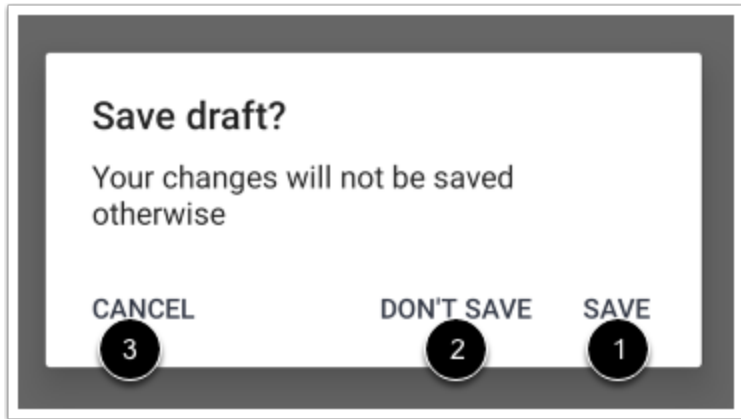 Save draft?
Your changes will not be saved
otherwise
CANCEL DON'T SAVE SAVE
3 2 1